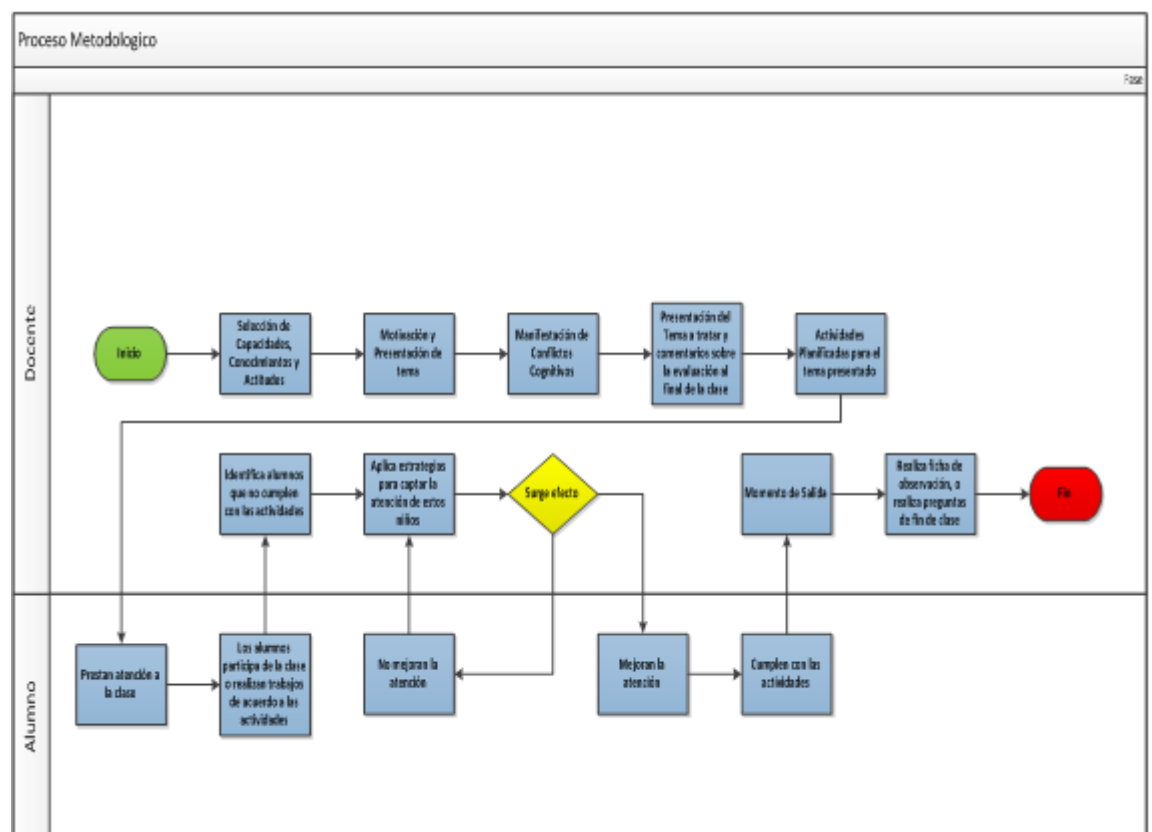 Proceso Metodologico
Fase
Docente
Inicio
Selección de
Capacidades,
Conocimientos y
Actitudes
Motivación y
Presentación de
tema
Manifestación de
Conflictos
Cognitivos
Presentación del
Tema a tratar y
comentarios sobre
la evaluación al
final de la clase
Actividades
Planificadas para el
tema presentado
Identifica alumnos
que no cumplen
con las actividades
Aplica estrategias
para captar la
atención de estos
niños
Surge efecto
Momento de Salida
Realiza ficha de
observación, o
realiza preguntas
de fin de clase
Fin
Alumno
Prestan atención a
la clase
Los alumnos
participa de la clase
o realizan trabajos
de acuerdo a las
actividades
No mejoran la
atención
Mejoran la
atención
Cumplen con las
actividades